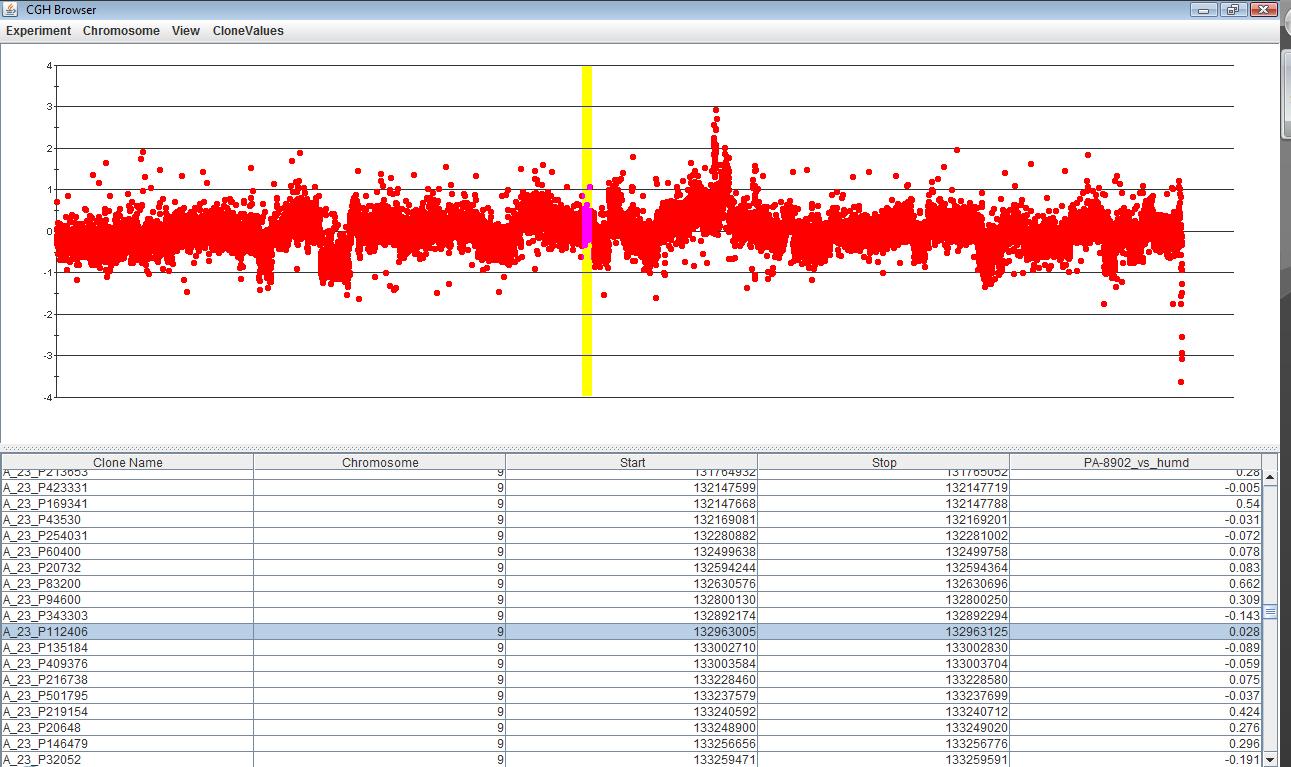 CGH Browser
Experiment Chromosome View CloneValues
4
3
2
1
0
-1
-2
-3
-4
Clone Name Chromosome Start Stop PA-8902_vs_humd
A_23_P213653 9 131764932 131765052 0.28
A_23_P423331 9 132147599 132147719 -0.005
A_23_P169341 9 132147668 132147788 0.54
A_23_P43530 9 132169081 132169201 -0.031
A_23_P254031 9 132280882 132281002 -0.072
A_23_P60400 9 132499638 132499758 0.078
A_23_P20732 9 132594244 132594364 0.083
A_23_P83200 9 132630576 132630696 0.662
A_23_P94600 9 132800130 132800250 0.309
A_23_P343303 9 132892174 132892294 -0.143
A_23_P112406 9 132963005 132963125 0.028
A_23_P135184 9 133002710 133002830 -0.089
A_23_P409376 9 133003584 133003704 -0.059
A_23_P216738 9 133228460 133228580 0.075
A_23_P501795 9 133237579 133237699 -0.037
A_23_P219154 9 133240592 133240712 0.424
A_23_P20648 9 133248900 133249020 0.276
A_23_P146479 9 133256656 133256776 0.296
A_23_P32052 9 133259471 133259591 -0.191